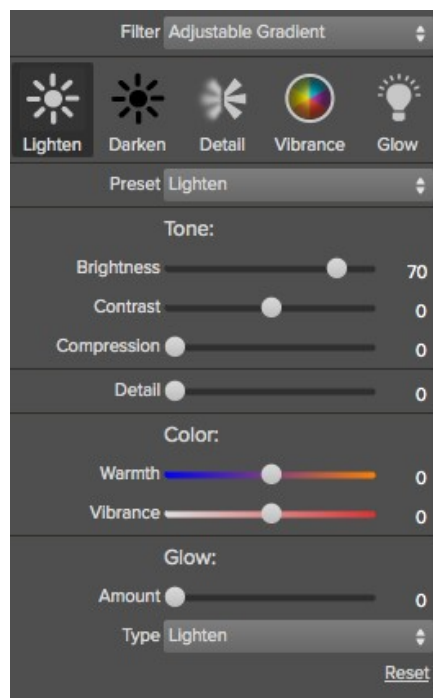 Filter Adjustable Gradient
Lighten Darken Detail Vibrance Glow
Preset Lighten
Tone:
Brightness 70
Contrast 0
Compression 0
Detail 0
Color:
Warmth 0
Vibrance 0
Glow:
Amount 0
Type Lighten
Reset